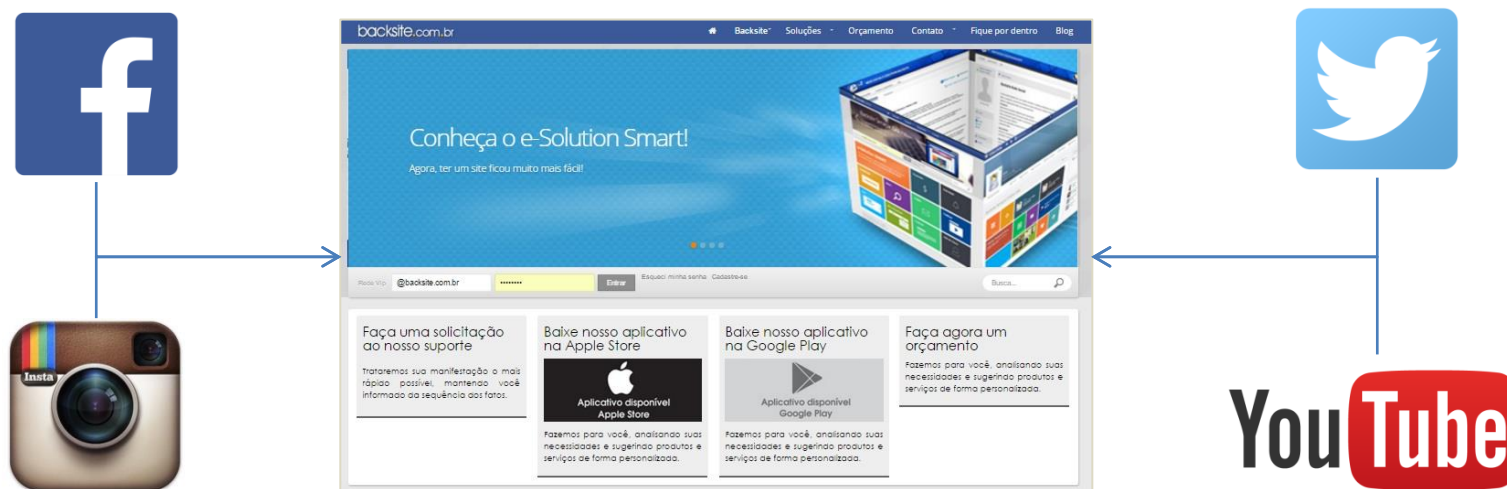 backsite.com.br
Backsite Soluções Orçamento Contato Fique por dentro Blog
Conheça o e-Solution Smart!
Agora, ter um site ficou muito mais fácil!
@backsite.com.br •••••••• Entrar Esqueci minha senha Cadastre-se Busca...
Faça uma solicitação
ao nosso suporte
Trataremos sua manifestação o mais
rápido possível, mantendo você
informado da sequência dos fatos.
Baixe nosso aplicativo
na Apple Store
Aplicativo disponível
Apple Store
Fazemos para você, analisando suas
necessidades e sugerindo produtos e
serviços de forma personalizada.
Baixe nosso aplicativo
na Google Play
Aplicativo disponível
Google Play
Fazemos para você, analisando suas
necessidades e sugerindo produtos e
serviços de forma personalizada.
Faça agora um
orçamento
Fazemos para você, analisando suas
necessidades e sugerindo produtos e
serviços de forma personalizada.
Insta
YouTube